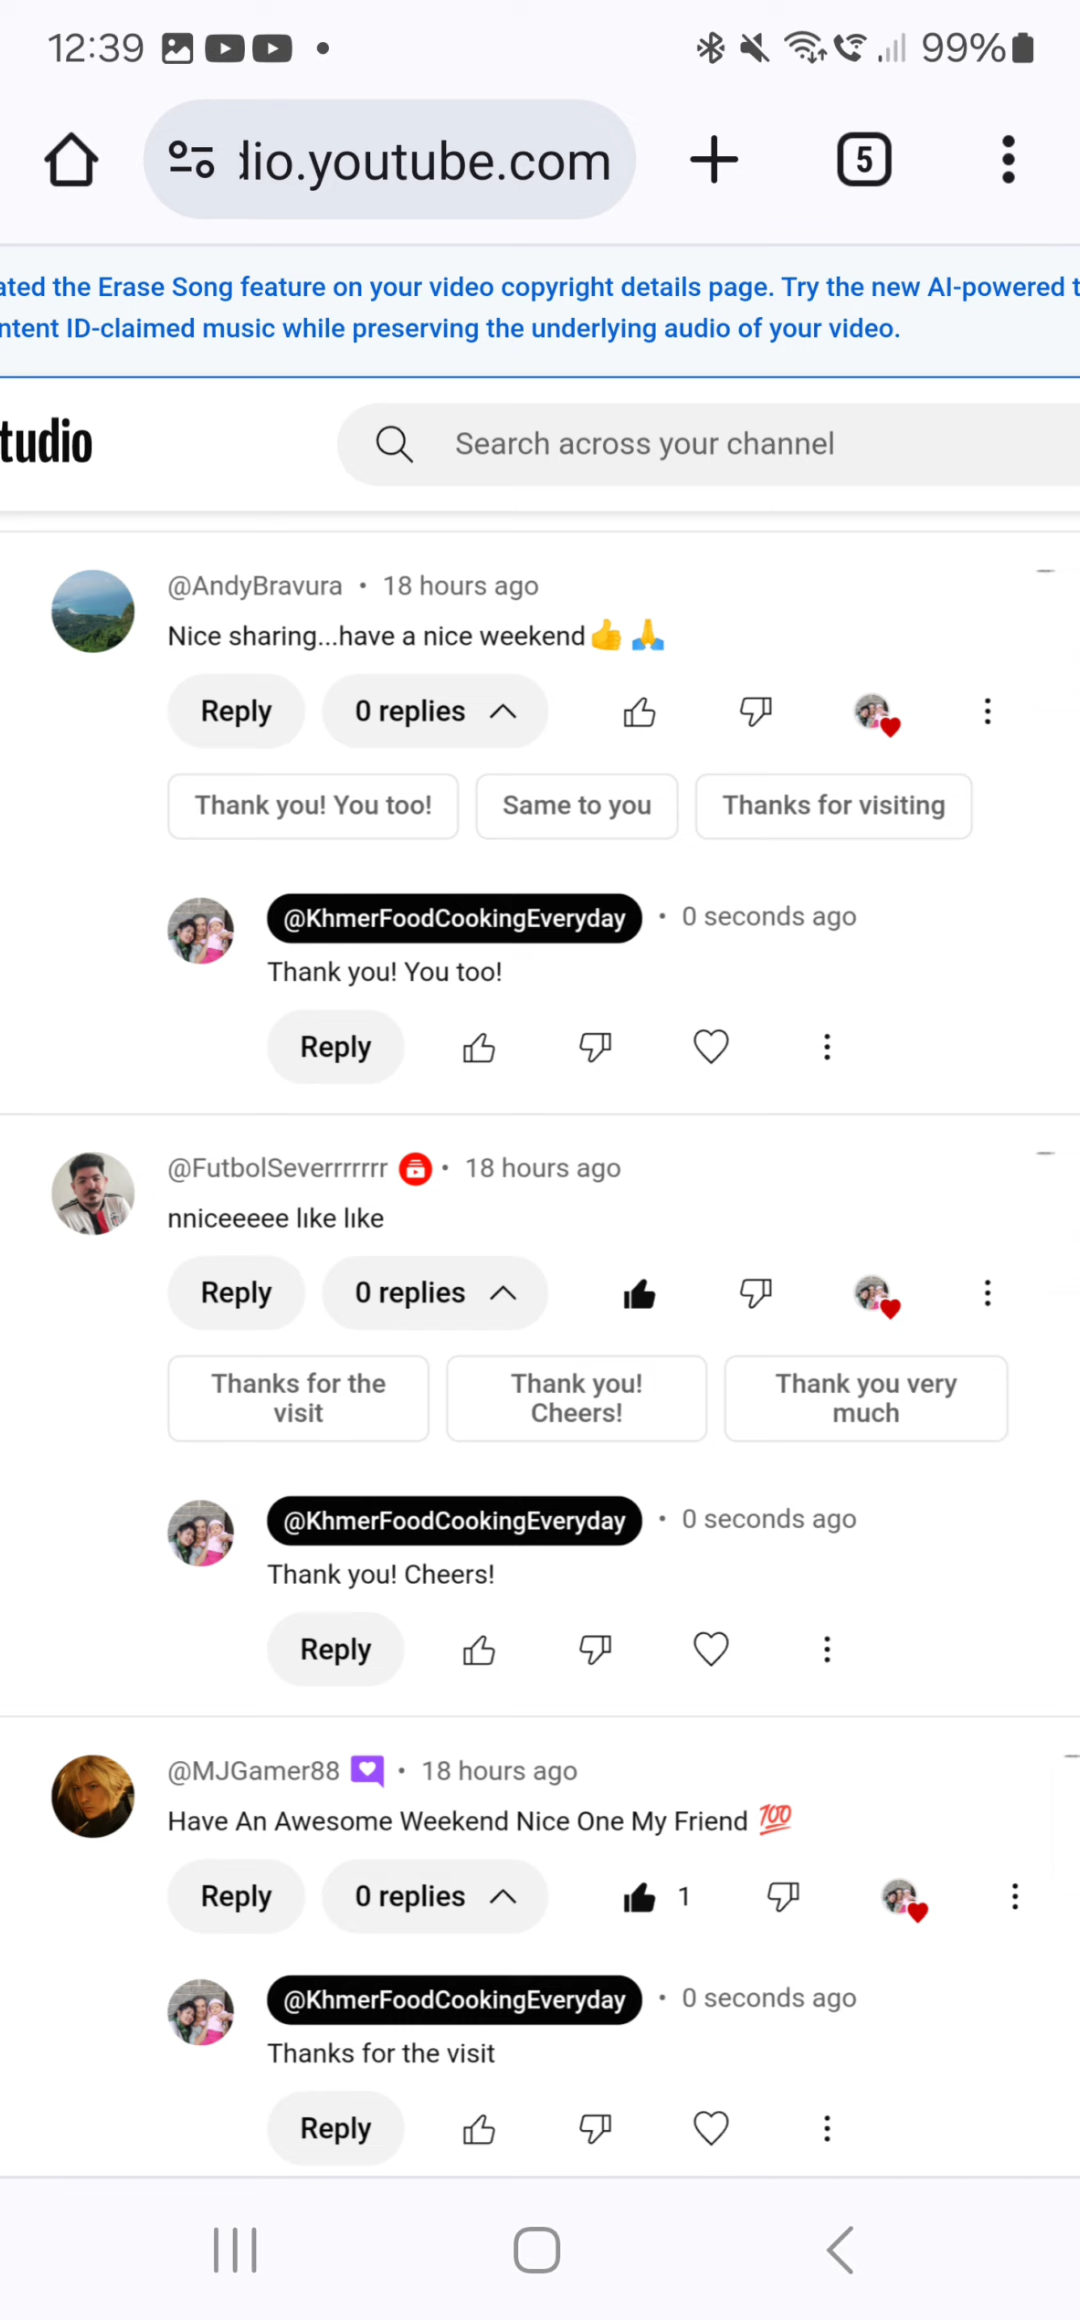 12:39
99%
dio.youtube.com
5
ated the Erase Song feature on your video copyright details page. Try the new AI-powered t
ntent ID-claimed music while preserving the underlying audio of your video.
tudio
Search across your channel
@AndyBravura • 18 hours ago
Nice sharing...have a nice weekend👍🙏
Reply
0 replies
Thank you! You too!
Same to you
Thanks for visiting
@KhmerFoodCookingEveryday • 0 seconds ago
Thank you! You too!
Reply
@FutbolSeverrrrrrr • 18 hours ago
nniceeeee lıke lıke
Reply
0 replies
Thanks for the
visit
Thank you!
Cheers!
Thank you very
much
@KhmerFoodCookingEveryday • 0 seconds ago
Thank you! Cheers!
Reply
@MJGamer88 • 18 hours ago
Have An Awesome Weekend Nice One My Friend 💯
Reply
0 replies
1
@KhmerFoodCookingEveryday • 0 seconds ago
Thanks for the visit
Reply